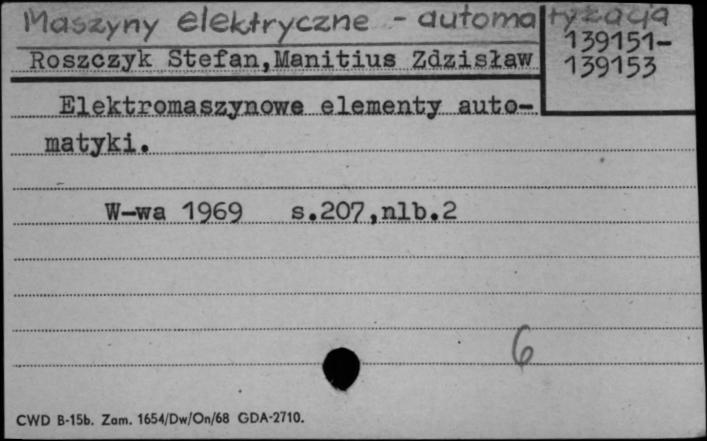 Maszyny elektryczne - automatyzacja
139151-
139153
Roszczyk Stefan,Manitius Zdzisław
Elektromaszynowe elementy auto-
matyki.
W-wa 1969 s.207,nlb.2
6
CWD B-15b. Zam. 1654/Dw/On/68 GDA-2710.